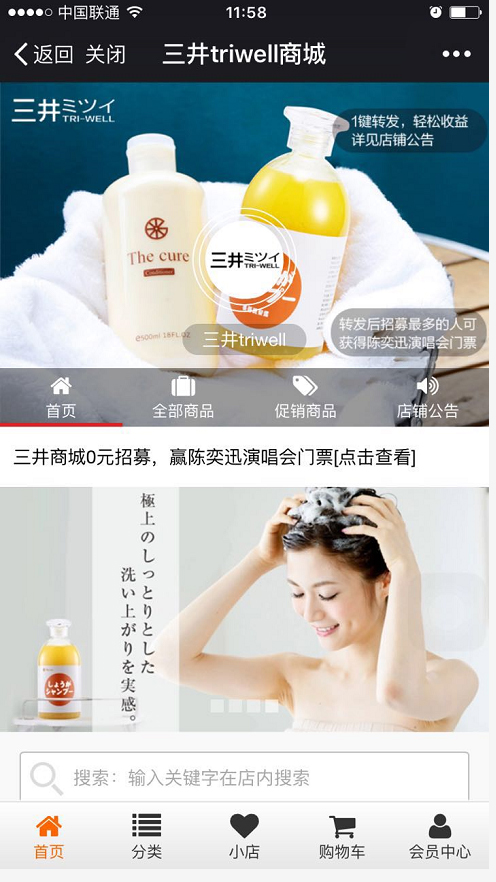 中国联通 11:58
返回 关闭 三井triwell商城
三井ミツイ
TRI-WELL
1键转发，轻松收益
详见店铺公告
The cure
Conditioner
三井ミツイ
TRI-WELL
℮500ml 18FL.OZ
三井triwell
转发后招募最多的人可
获得陈奕迅演唱会门票
首页 全部商品 促销商品 店铺公告
三井商城0元招募，赢陈奕迅演唱会门票[点击查看]
極上のしっとりとした
洗い上がりを実感。
しょうが
シャンプー
搜索：输入关键字在店内搜索
首页 分类 小店 购物车 会员中心